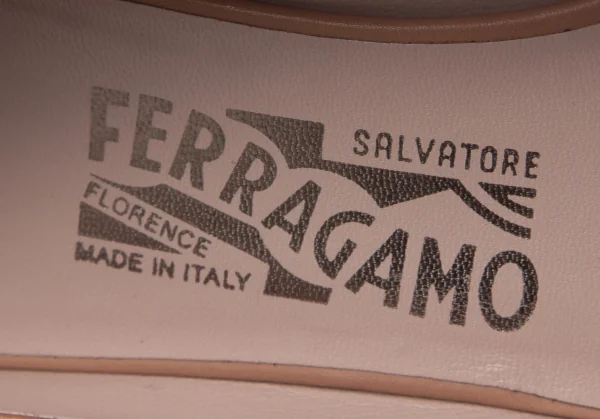 SALVATORE
FERRAGAMO
FLORENCE
MADE IN ITALY